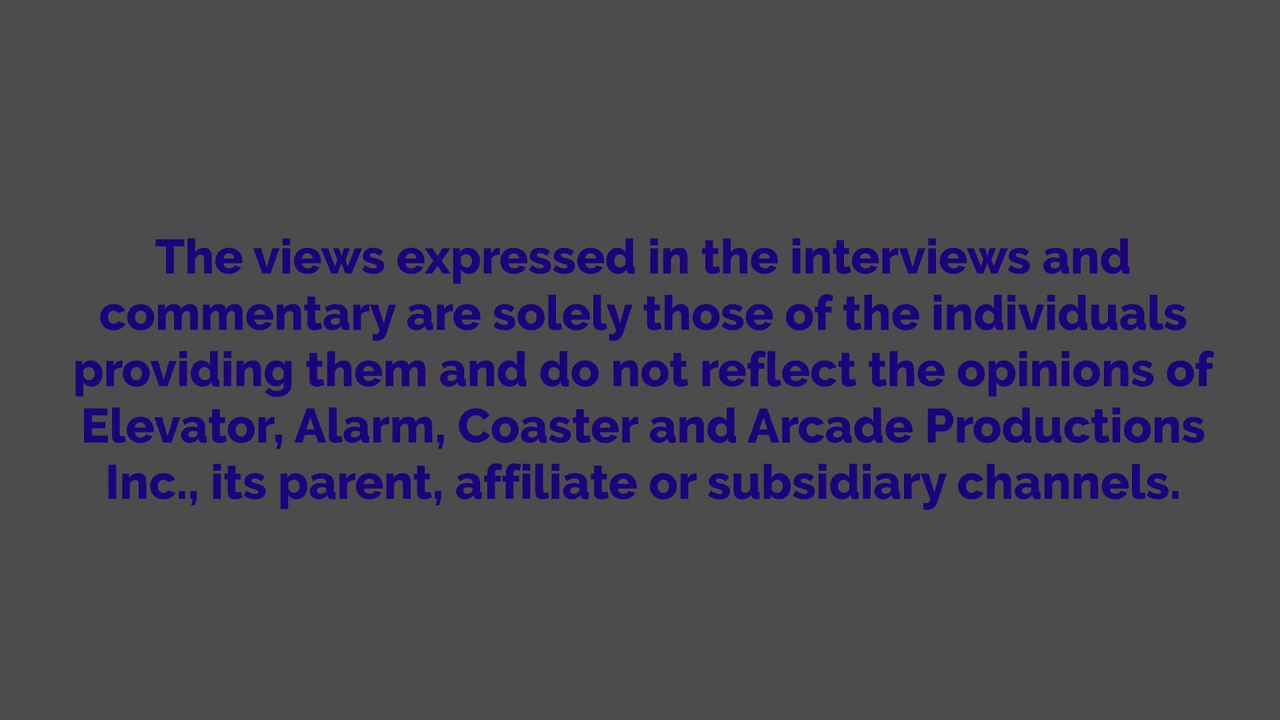 The views expressed in the interviews and
commentary are solely those of the individuals
providing them and do not reflect the opinions of
Elevator, Alarm, Coaster and Arcade Productions
Inc., its parent, affiliate or subsidiary channels.